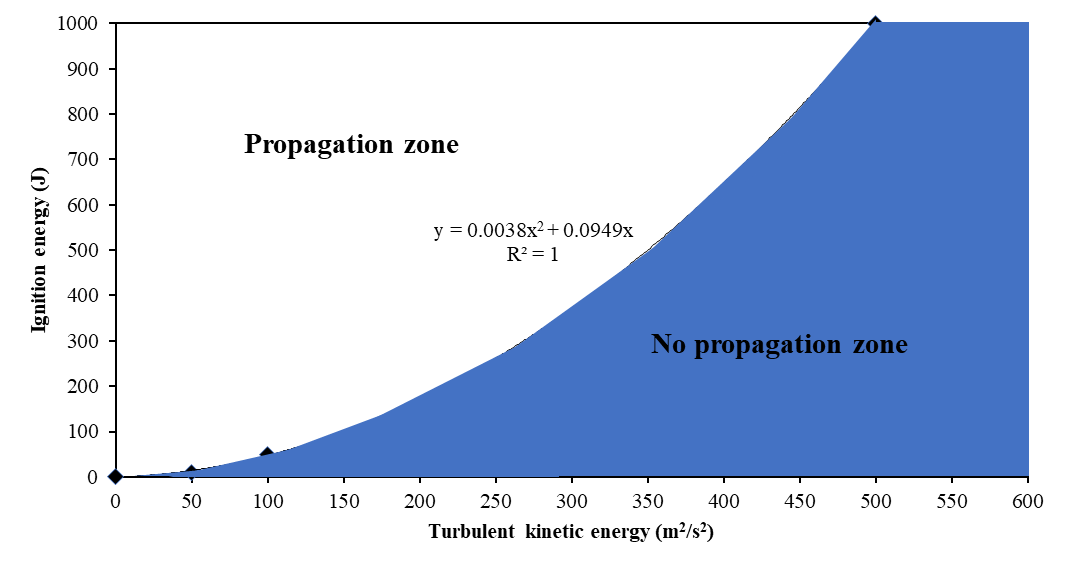 1000
900
800
700
600
500
400
300
200
100
0
Ignition energy (J)
Propagation zone
y = 0.0038x² + 0.0949x
R² = 1
No propagation zone
0 50 100 150 200 250 300 350 400 450 500 550 600
Turbulent kinetic energy (m²/s²)